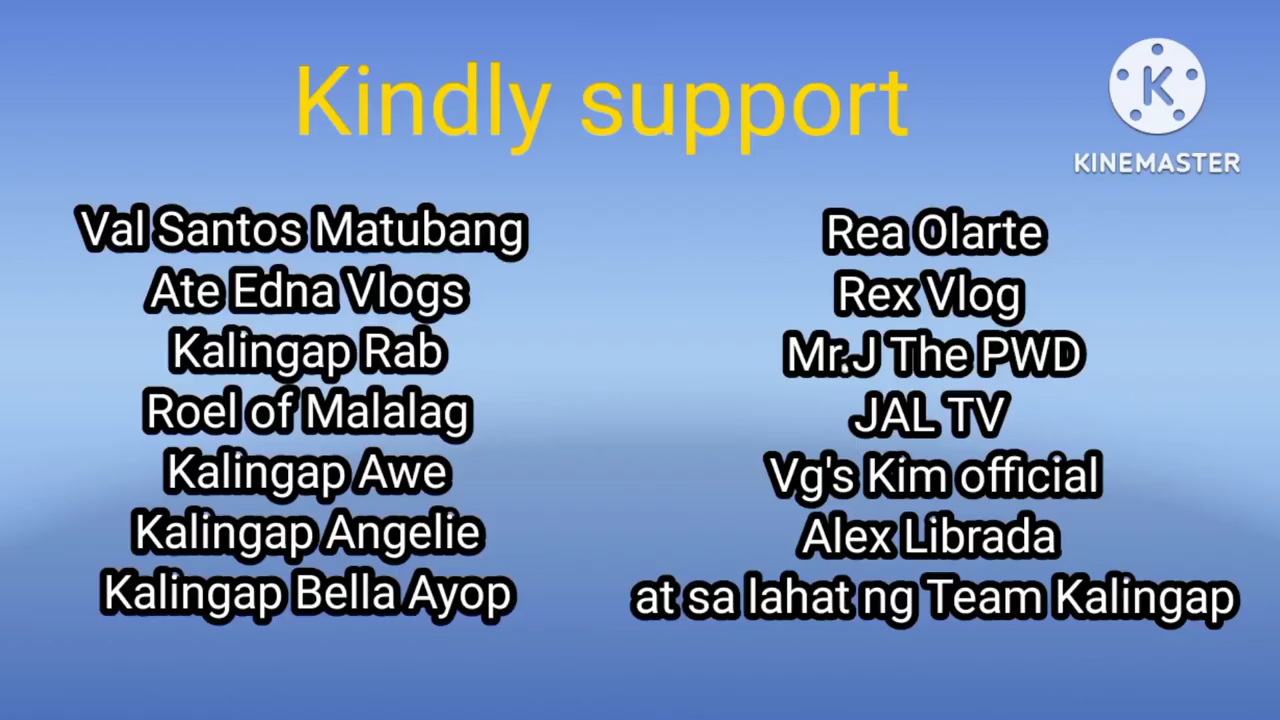 Kindly support
K
KINEMASTER
Val Santos Matubang
Ate Edna Vlogs
Kalingap Rab
Roel of Malalag
Kalingap Awe
Kalingap Angelie
Kalingap Bella Ayop
Rea Olarte
Rex Vlog
Mr.J The PWD
JAL TV
Vg's Kim official
Alex Librada
at sa lahat ng Team Kalingap